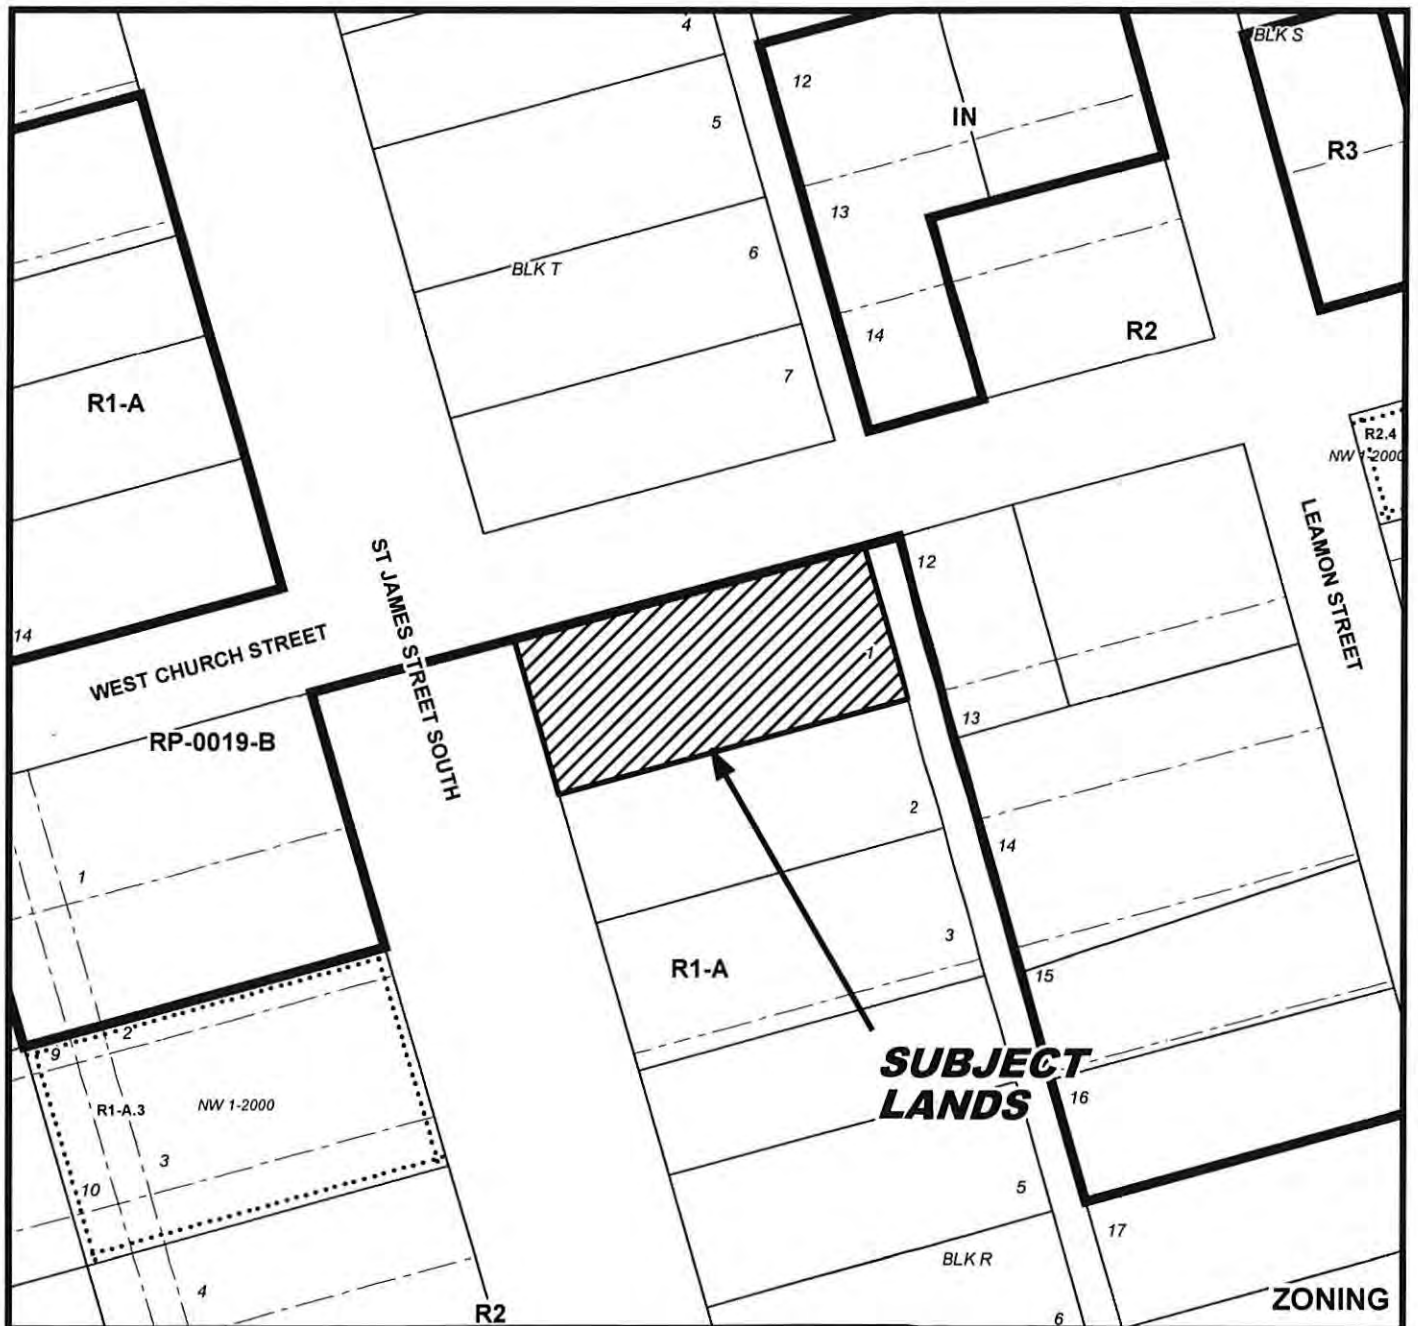 4
BLK S
12
IN
5
R3
13
6
BLK T
R2
14
7
R1-A
R2.4
NW 1-2000
LEAMON STREET
ST JAMES STREET SOUTH
12
14
WEST CHURCH STREET
1
13
RP-0019-B
2
14
1
3
R1-A
15
2
9
SUBJECT
LANDS
16
R1-A.3
NW 1-2000
3
10
5
17
BLK R
4
R2
6
ZONING